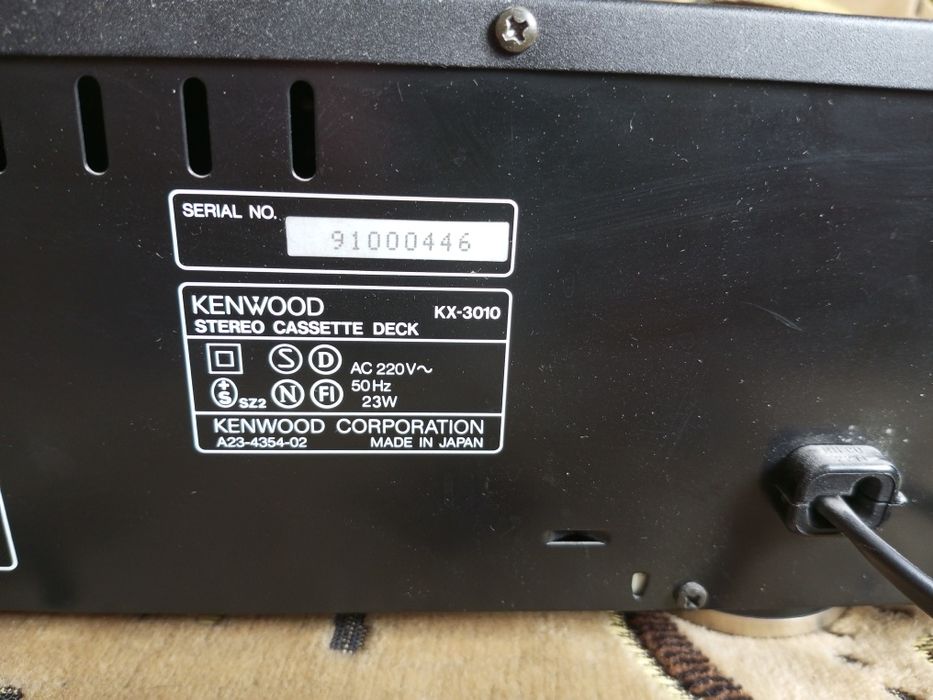 SERIAL NO.
91000446
KENWOOD KX-3010
STEREO CASSETTE DECK
S D AC 220V~
+S SZ2 N FI 50Hz
23W
KENWOOD CORPORATION
A23-4354-02 MADE IN JAPAN